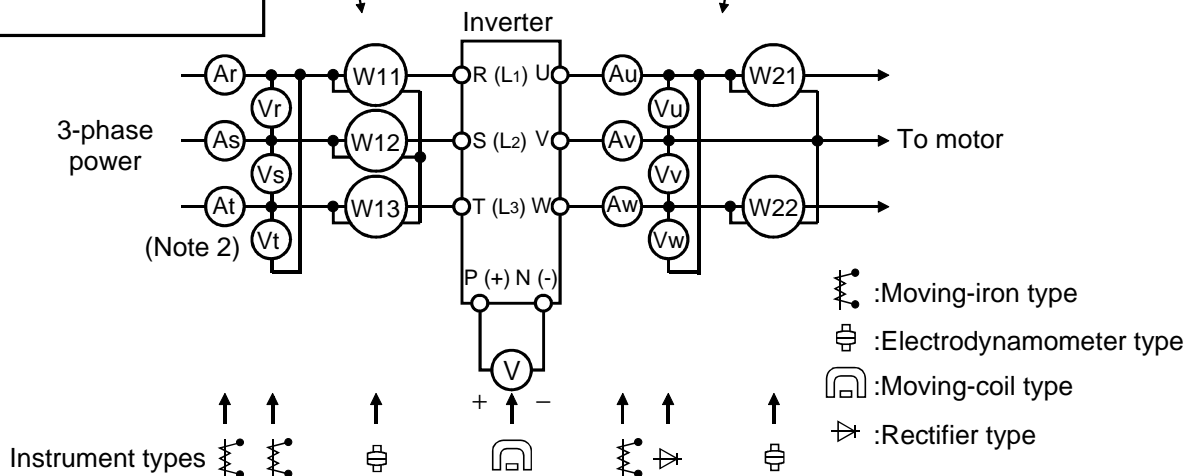 Inverter
Ar W11 R (L1) U Au W21
Vr Vu
3-phase
power
As W12 S (L2) V Av To motor
Vs Vv
At W13 T (L3) W Aw W22
(Note 2) Vt Vw
P (+) N (-)
:Moving-iron type
:Electrodynamometer type
V
:Moving-coil type
+ −
:Rectifier type
Instrument types